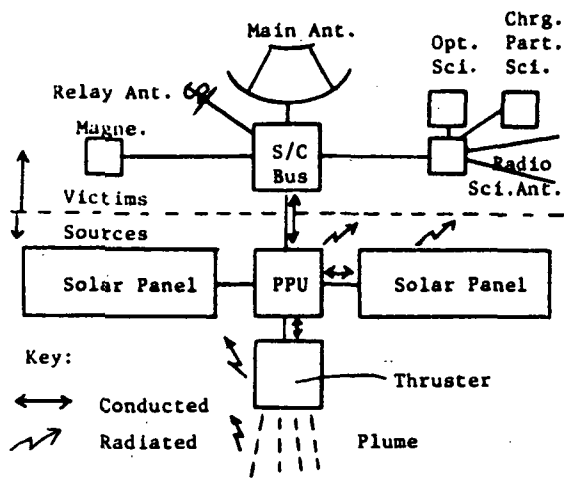 Main Ant.
Opt.
Sci.
Chrg.
Part.
Sci.
Relay Ant.
Magne.
S/C
Bus
Radio
Sci.Ant.
Victims
Sources
Solar Panel
PPU
Solar Panel
Key:
Thruster
Conducted
Radiated
Plume